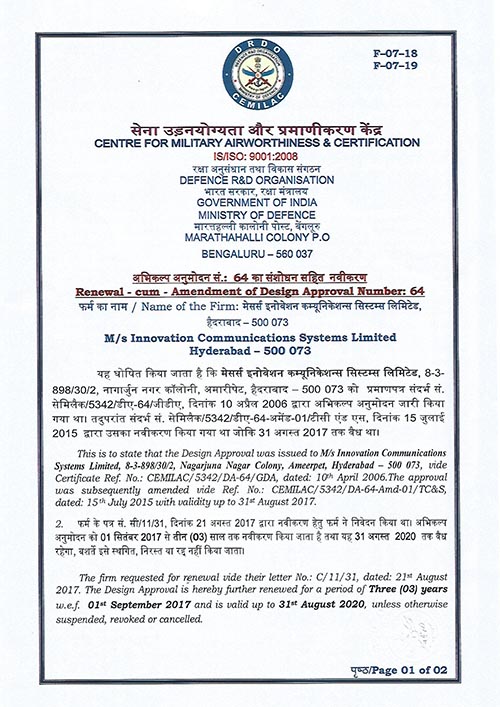 DRDO
CEMILAC
F-07-18
F-07-19
सेना उड़नयोग्यता और प्रमाणीकरण केंद्र
CENTRE FOR MILITARY AIRWORTHINESS & CERTIFICATION
IS/ISO: 9001:2008
रक्षा अनुसंधान तथा विकास संगठन
DEFENCE R&D ORGANISATION
भारत सरकार, रक्षा मंत्रालय
GOVERNMENT OF INDIA
MINISTRY OF DEFENCE
मारतहल्ली कालोनी पोस्ट, बेंगलूरु
MARATHAHALLI COLONY P.O
BENGALURU – 560 037
अभिकल्प अनुमोदन सं.: 64 का संशोधन सहित नवीकरण
Renewal - cum - Amendment of Design Approval Number: 64
फर्म का नाम / Name of the Firm: मेसर्स इनोवेशन कम्यूनिकेशन्स सिस्टम्स लिमिटेड,
हैदराबाद – 500 073
M/s Innovation Communications Systems Limited
Hyderabad – 500 073
यह घोषित किया जाता है कि मेसर्स इनोवेशन कम्यूनिकेशन्स सिस्टम्स लिमिटेड, 8-3-
898/30/2, नागार्जुन नगर कॉलोनी, अमारीपेट, हैदराबाद – 500 073 को प्रमाणपत्र संदर्भ सं.
सेमिलैक/5342/डीए-64/जीडीए, दिनांक 10 अप्रैल 2006 द्वारा अभिकल्प अनुमोदन जारी किया
गया था। तदुपरांत संदर्भ सं. सेमिलैक/5342/डीए-64-अमेंड-01/टीसी एंड एस, दिनांक 15 जुलाई
2015 द्वारा उसका नवीकरण किया गया था जोकि 31 अगस्त 2017 तक वैध था।
This is to state that the Design Approval was issued to M/s Innovation Communications
Systems Limited, 8-3-898/30/2, Nagarjuna Nagar Colony, Ameerpet, Hyderabad – 500 073, vide
Certificate Ref. No.: CEMILAC/5342/DA-64/GDA, dated: 10th April 2006.The approval
was subsequently amended vide Ref. No.: CEMILAC/5342/DA-64-Amd-01/TC&S,
dated: 15th July 2015 with validity up to 31st August 2017.
2. फर्म के पत्र सं. सी/11/31, दिनांक 21 अगस्त 2017 द्वारा नवीकरण हेतु फर्म ने निवेदन किया था। अभिकल्प
अनुमोदन को 01 सितंबर 2017 से तीन (03) साल तक नवीकरण किया जाता है तथा यह 31 अगस्त 2020 तक वैध
रहेगा, बशर्ते इसे स्थगित, निरस्त या रद्द नहीं किया जाता।
The firm requested for renewal vide their letter No.: C/11/31, dated: 21st August
2017. The Design Approval is hereby further renewed for a period of Three (03) years
w.e.f. 01st September 2017 and is valid up to 31st August 2020, unless otherwise
suspended, revoked or cancelled.
पृष्ठ/Page 01 of 02